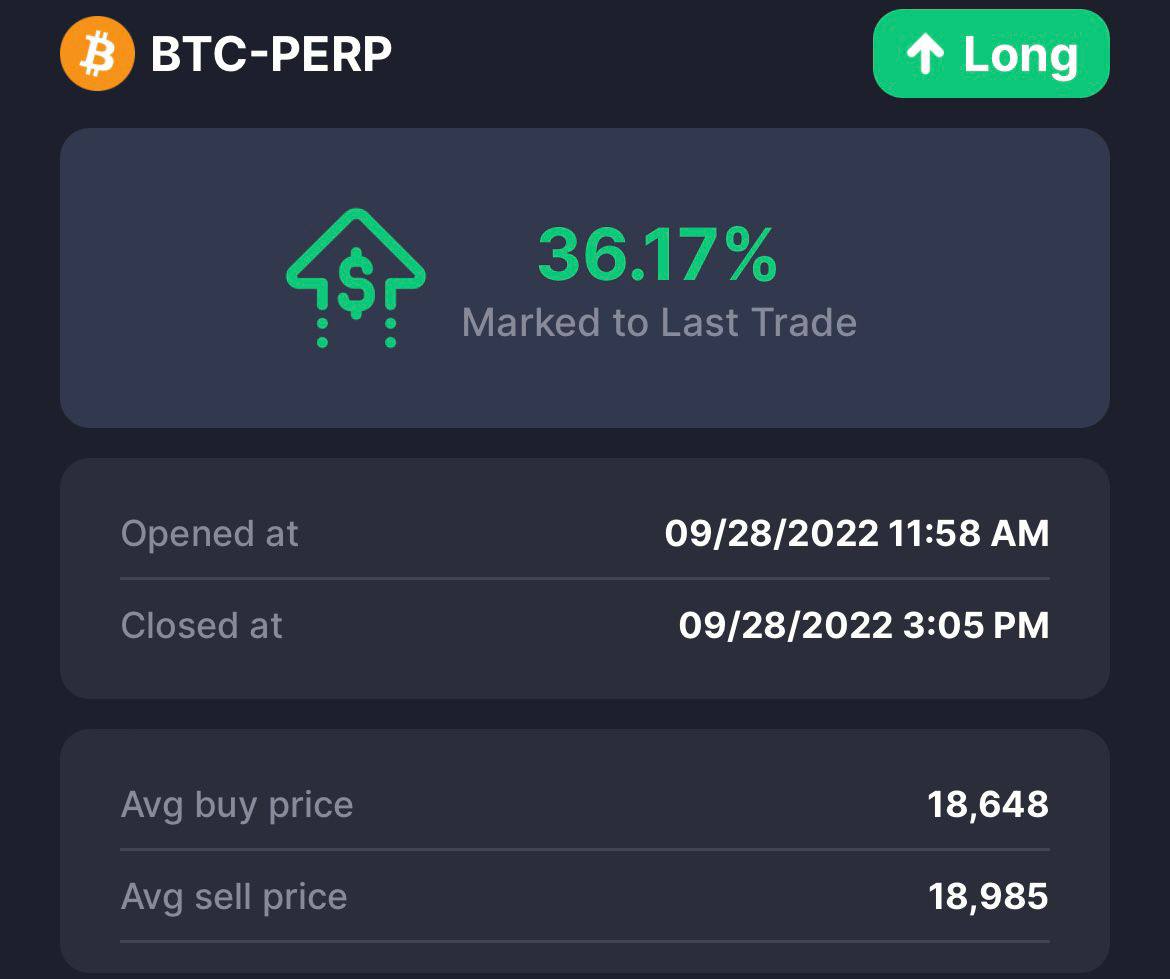 BTC-PERP
Long
36.17%
Marked to Last Trade
Opened at 09/28/2022 11:58 AM
Closed at 09/28/2022 3:05 PM
Avg buy price 18,648
Avg sell price 18,985